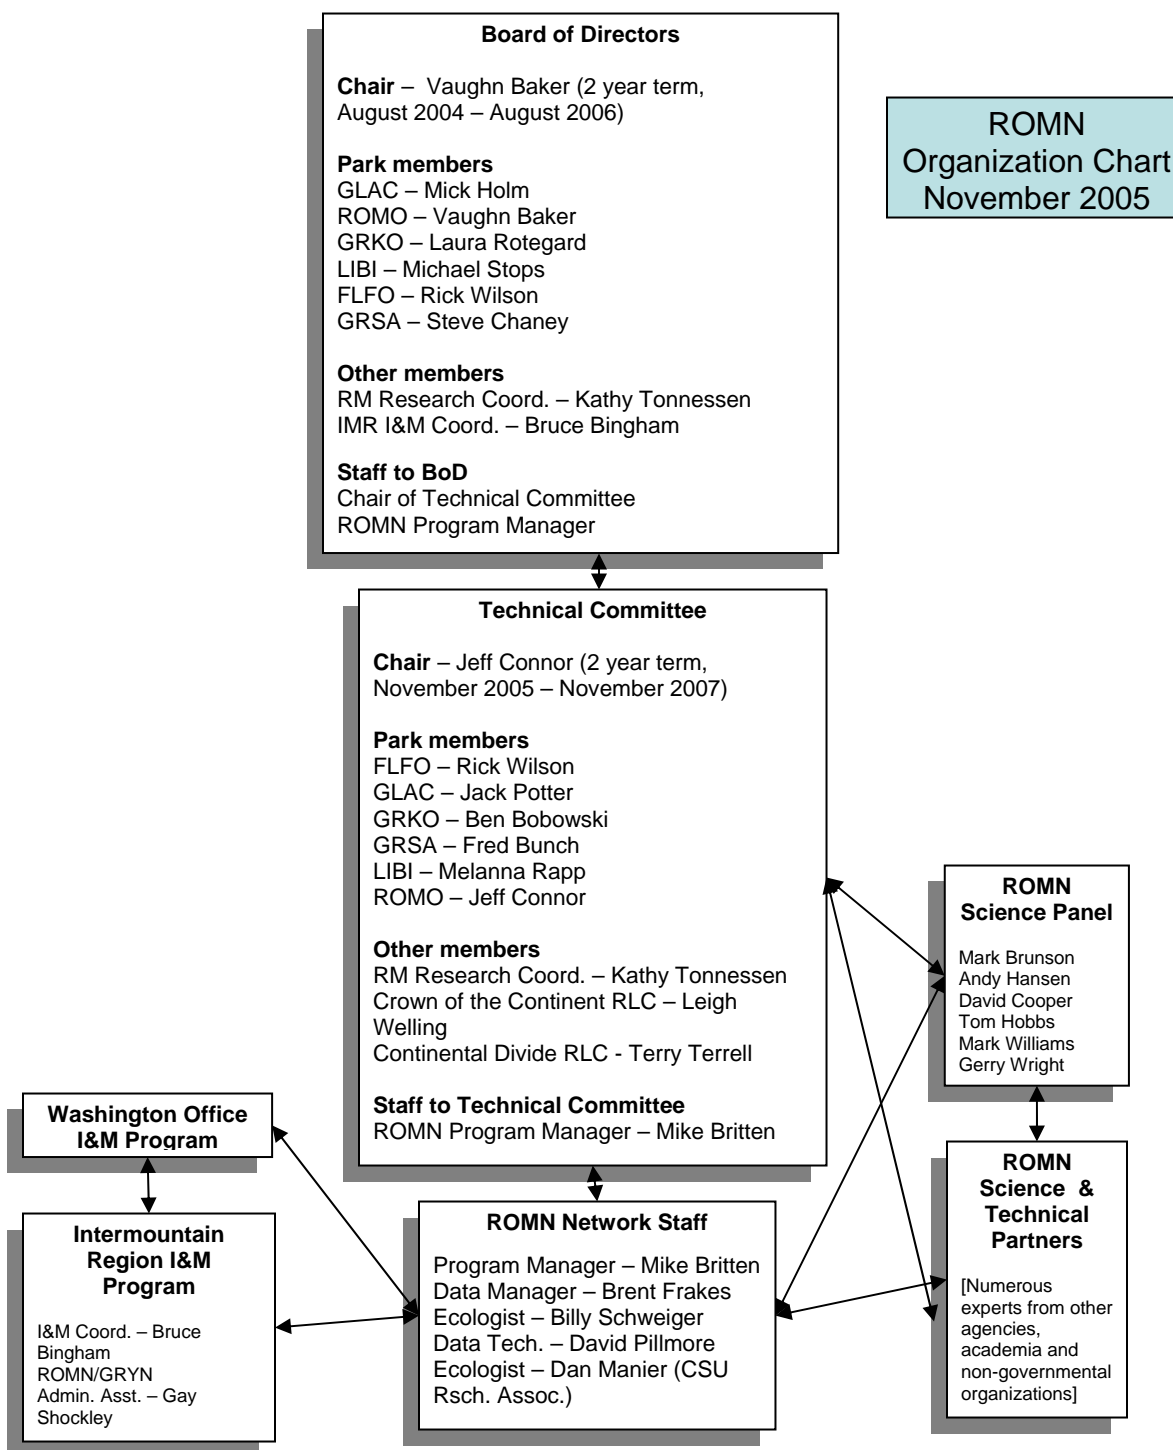 Board of Directors
Chair – Vaughn Baker (2 year term,
August 2004 – August 2006)
Park members
GLAC – Mick Holm
ROMO – Vaughn Baker
GRKO – Laura Rotegard
LIBI – Michael Stops
FLFO – Rick Wilson
GRSA – Steve Chaney
Other members
RM Research Coord. – Kathy Tonnessen
IMR I&M Coord. – Bruce Bingham
Staff to BoD
Chair of Technical Committee
ROMN Program Manager
ROMN
Organization Chart
November 2005
Technical Committee
Chair – Jeff Connor (2 year term,
November 2005 – November 2007)
Park members
FLFO – Rick Wilson
GLAC – Jack Potter
GRKO – Ben Bobowski
GRSA – Fred Bunch
LIBI – Melanna Rapp
ROMO – Jeff Connor
Other members
RM Research Coord. – Kathy Tonnessen
Crown of the Continent RLC – Leigh
Welling
Continental Divide RLC - Terry Terrell
Staff to Technical Committee
ROMN Program Manager – Mike Britten
ROMN
Science Panel
Mark Brunson
Andy Hansen
David Cooper
Tom Hobbs
Mark Williams
Gerry Wright
Washington Office
I&M Program
Intermountain
Region I&M
Program
I&M Coord. – Bruce
Bingham
ROMN/GRYN
Admin. Asst. – Gay
Shockley
ROMN Network Staff
Program Manager – Mike Britten
Data Manager – Brent Frakes
Ecologist – Billy Schweiger
Data Tech. – David Pillmore
Ecologist – Dan Manier (CSU
Rsch. Assoc.)
ROMN
Science &
Technical
Partners
[Numerous
experts from other
agencies,
academia and
non-governmental
organizations]